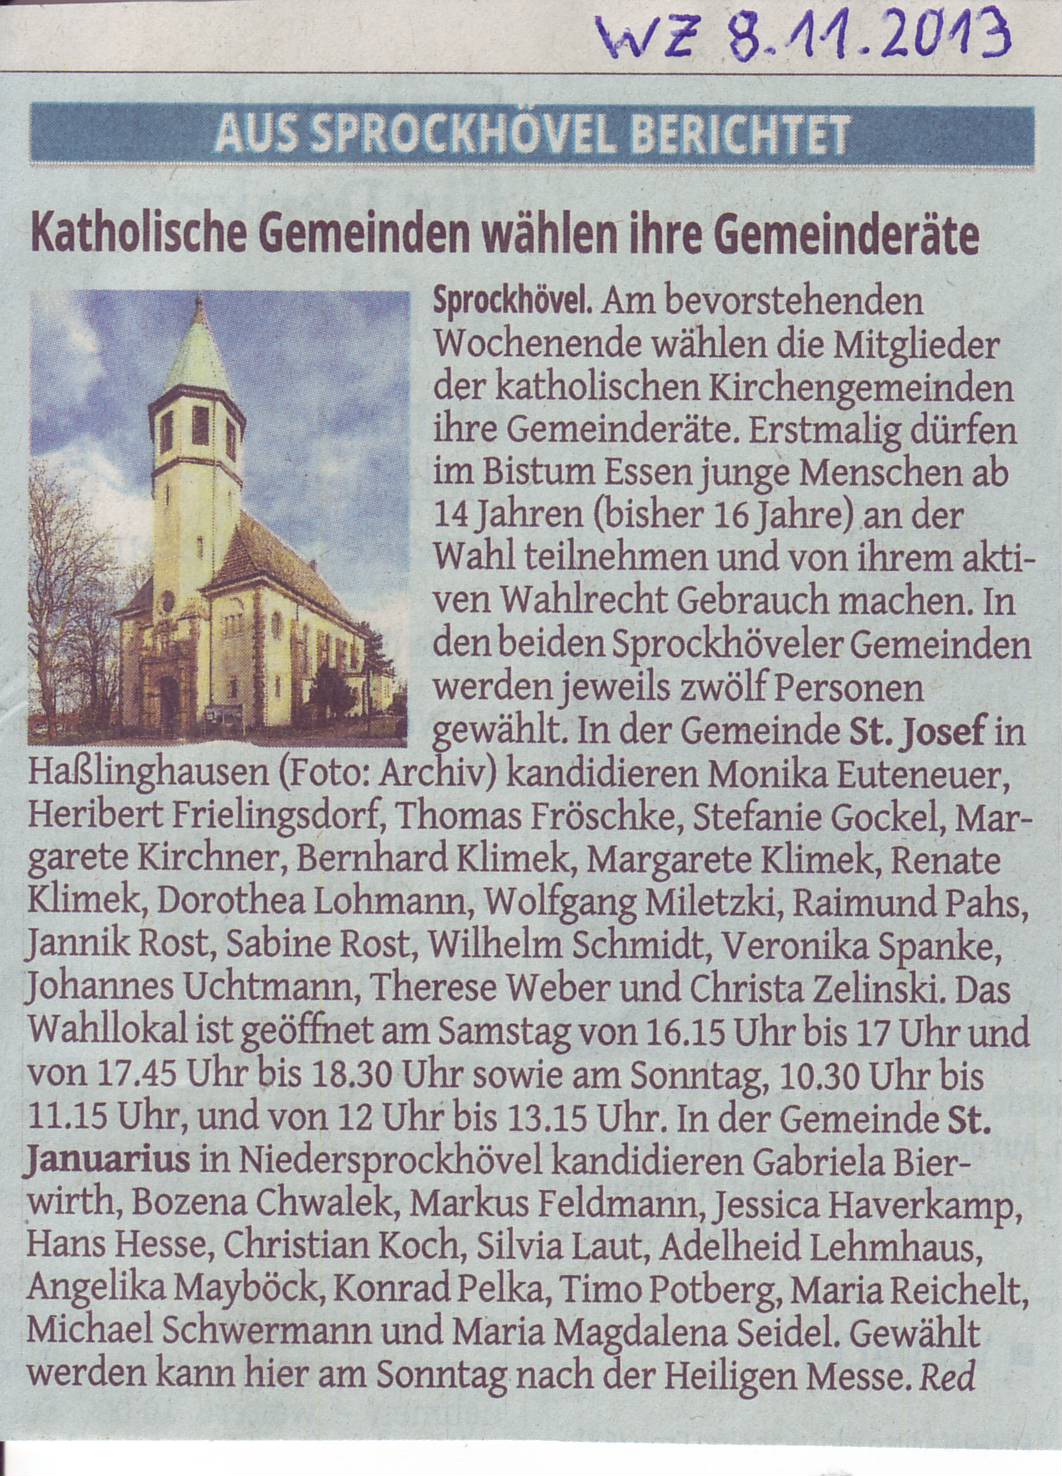 WZ 8.11.2013
AUS SPROCKHÖVEL BERICHTET
Katholische Gemeinden wählen ihre Gemeinderäte
Sprockhövel. Am bevorstehenden
Wochenende wählen die Mitglieder
der katholischen Kirchengemeinden
ihre Gemeinderäte. Erstmalig dürfen
im Bistum Essen junge Menschen ab
14 Jahren (bisher 16 Jahre) an der
Wahl teilnehmen und von ihrem akti-
ven Wahlrecht Gebrauch machen. In
den beiden Sprockhöveler Gemeinden
werden jeweils zwölf Personen
gewählt. In der Gemeinde St. Josef in
Haßlinghausen (Foto: Archiv) kandidieren Monika Euteneuer,
Heribert Frielingsdorf, Thomas Fröschke, Stefanie Gockel, Mar-
garete Kirchner, Bernhard Klimek, Margarete Klimek, Renate
Klimek, Dorothea Lohmann, Wolfgang Miletzki, Raimund Pahs,
Jannik Rost, Sabine Rost, Wilhelm Schmidt, Veronika Spanke,
Johannes Uchtmann, Therese Weber und Christa Zelinski. Das
Wahllokal ist geöffnet am Samstag von 16.15 Uhr bis 17 Uhr und
von 17.45 Uhr bis 18.30 Uhr sowie am Sonntag, 10.30 Uhr bis
11.15 Uhr, und von 12 Uhr bis 13.15 Uhr. In der Gemeinde St.
Januarius in Niedersprockhövel kandidieren Gabriela Bier-
wirth, Bozena Chwalek, Markus Feldmann, Jessica Haverkamp,
Hans Hesse, Christian Koch, Silvia Laut, Adelheid Lehmhaus,
Angelika Mayböck, Konrad Pelka, Timo Potberg, Maria Reichelt,
Michael Schwermann und Maria Magdalena Seidel. Gewählt
werden kann hier am Sonntag nach der Heiligen Messe. Red